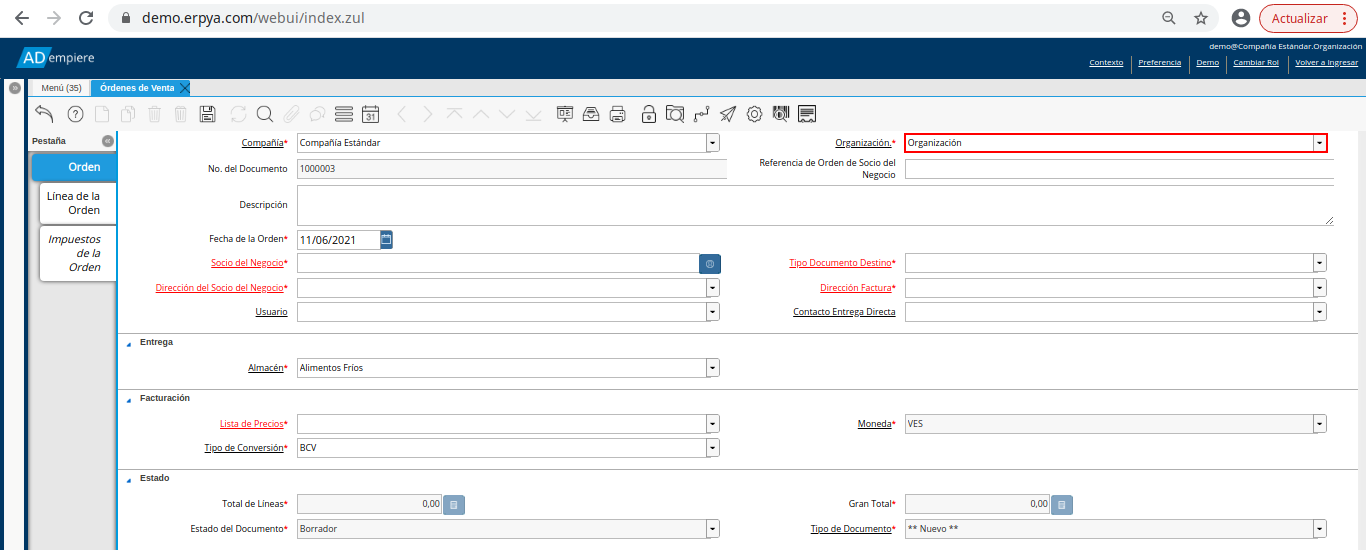 demo.erpya.com/webui/index.zul
Actualizar
AD empiere
demo@Compañía Estándar.Organización
Contexto Preferencia Demo Cambiar Rol Volver a Ingresar
Menú (35) Órdenes de Venta
31
Pestaña
Orden
Línea de la
Orden
Impuestos
de la
Orden
Compañía* Compañía Estándar Organización.* Organización
No. del Documento 1000003 Referencia de Orden de Socio del
Negocio
Descripción
Fecha de la Orden* 11/06/2021
Socio del Negocio* Tipo Documento Destino*
Dirección del Socio del Negocio* Dirección Factura*
Usuario Contacto Entrega Directa
Entrega
Almacén* Alimentos Fríos
Facturación
Lista de Precios* Moneda* VES
Tipo de Conversión* BCV
Estado
Total de Líneas* 0,00 Gran Total* 0,00
Estado del Documento* Borrador Tipo de Documento* ** Nuevo **